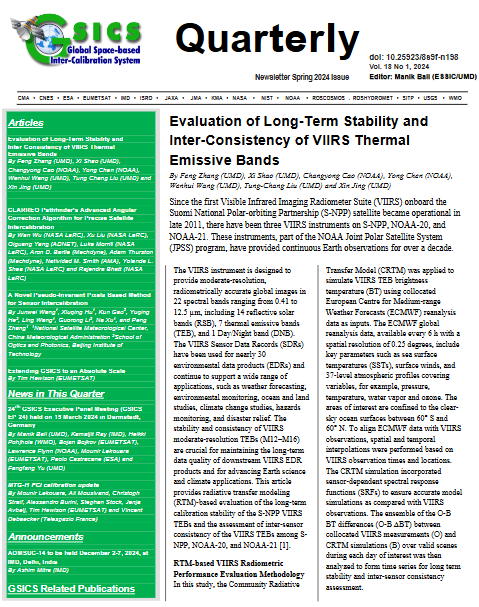 GSICS
Global Space-based
Inter-Calibration System
Quarterly
doi: 10.25923/8a9f-n198
Vol. 18 No 1, 2024
Newsletter Spring 2024 Issue
Editor: Manik Bali (ESSIC/UMD)
CMA • CNES • ESA • EUMETSAT • IMD • ISRO • JAXA • JMA • KMA • NASA • NIST • NOAA • ROSCOSMOS . ROSHYDROMET • SITP • USGS • WMO
Articles
Evaluation of Long-Term Stability and
Inter Consistency of VIIRS Thermal
Emissive Bands
By Feng Zhang (UMD), Xi Shao (UMD),
Changyong Cao (NOAA), Yong Chen (NOAA),
Wenhui Wang (UMD), Tung Chang Liu (UMD) and
Xin Jing (UMD)
CLARREO Pathfinder's Advanced Angular
Correction Algorithm for Precise Satellite
Intercalibration
By Wan Wu (NASA LaRC), Xu Liu (NASA LaRC),
Qiguang Yang (ADNET), Luke Morrill (NASA
LaRC), Aron D. Bartle (Mechdyne), Adam Thurston
(Mechdyne), Nativided M. Smith (AMA), Yolanda L.
Shea (NASA LaRC) and Rajendra Bhatt (NASA
LaRC)
A Novel Pseudo-Invariant Pixels Based Method
for Sensor Intercalibration
By Junwei Wang¹, Xiuqing Hu¹, Kun Gao², Yuqing
He², Ling Wang¹, Guorong Li², Na Xu¹, and Peng
Zhang¹ ¹National Satellite Meteorological Center,
China Meteorological Administration ²School of
Optics and Photonics, Beijing Institute of
Technology
Extending GSICS to an Absolute Scale
By Tim Hewison (EUMETSAT)
News in This Quarter
24th GSICS Executive Panel Meeting (GSICS
EP 24) held on 15 March 2024 in Darmstadt,
Germany
By Manik Bali (UMD), Kamaljit Ray (IMD), Heikki
Pohjola (WMO), Bojan Bojkov (EUMETSAT),
Lawrence Flynn (NOAA), Mounir Lekouara
(EUMETSAT), Paolo Castracane (ESA) and
Fangfang Yu (UMD)
MTG-I1 FCI calibration update
By Mounir Lekouara, Ali Mousivand, Christoph
Straif, Alessandro Burini, Stephen Stock, Jenja
Avbelj, Tim Hewison (EUMETSAT) and Vincent
Debaecker (Telespazio France)
Announcements
AOMSUC-14 to be held December 2-7, 2024, at
IMD, Delhi, India
By Ashim Mitra (IMD)
GSICS Related Publications
Evaluation of Long-Term Stability and
Inter-Consistency of VIIRS Thermal
Emissive Bands
By Feng Zhang (UMD), Xi Shao (UMD), Changyong Cao (NOAA), Yong Chen (NOAA),
Wenhui Wang (UMD), Tung-Chang Liu (UMD) and Xin Jing (UMD)
Since the first Visible Infrared Imaging Radiometer Suite (VIIRS) onboard the
Suomi National Polar-orbiting Partnership (S-NPP) satellite became operational in
late 2011, there have been three VIIRS instruments on S-NPP, NOAA-20, and
NOAA-21. These instruments, part of the NOAA Joint Polar Satellite System
(JPSS) program, have provided continuous Earth observations for over a decade.
The VIIRS instrument is designed to
provide moderate-resolution,
radiometrically accurate global images in
22 spectral bands ranging from 0.41 to
12.5 µm, including 14 reflective solar
bands (RSB), 7 thermal emissive bands
(TEB), and 1 Day/Night band (DNB).
The VIIRS Sensor Data Records (SDRs)
have been used for nearly 30
environmental data products (EDRs) and
continue to support a wide range of
applications, such as weather forecasting,
environmental monitoring, ocean and land
studies, climate change studies, hazards
monitoring, and disaster relief. The
stability and consistency of VIIRS
moderate-resolution TEBs (M12–M16)
are crucial for maintaining the long-term
data quality of downstream VIIRS EDR
products and for advancing Earth science
and climate applications. This article
provides radiative transfer modeling
(RTM)-based evaluation of the long-term
calibration stability of the S-NPP VIIRS
TEBs and the assessment of inter-sensor
consistency of the VIIRS TEBs among S-
NPP, NOAA-20, and NOAA-21 [1].
RTM-based VIIRS Radiometric
Performance Evaluation Methodology
In this study, the Community Radiative
Transfer Model (CRTM) was applied to
simulate VIIRS TEB brightness
temperature (BT) using collocated
European Centre for Medium-range
Weather Forecasts (ECMWF) reanalysis
data as inputs. The ECMWF global
reanalysis data, available every 6 h with a
spatial resolution of 0.25 degrees, include
key parameters such as sea surface
temperatures (SSTs), surface winds, and
37-level atmospheric profiles covering
variables, for example, pressure,
temperature, water vapor and ozone. The
areas of interest are confined to the clear-
sky ocean surfaces between 60° S and
60° N. To align ECMWF data with VIIRS
observations, spatial and temporal
interpolations were performed based on
VIIRS observation times and locations.
The CRTM simulation incorporated
sensor-dependent spectral response
functions (SRFs) to ensure accurate model
simulations as compared with VIIRS
observations. The ensemble of the O-B
BT differences (O-B ΔBT) between
collocated VIIRS measurements (O) and
CRTM simulations (B) over valid scenes
during each day of interest was then
analyzed to form time series for long term
stability and inter-sensor consistency
assessment.